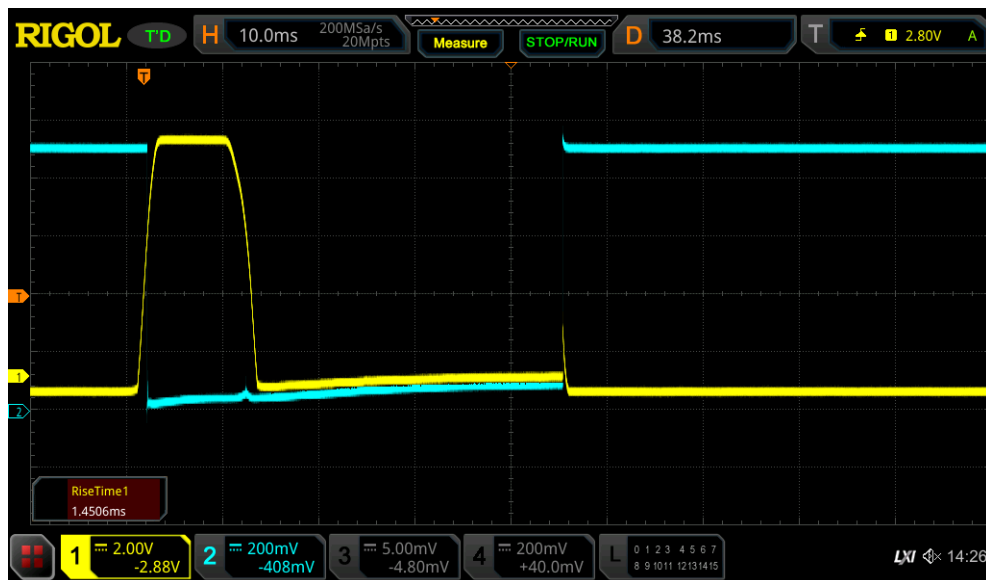 RIGOL T'D H 10.0ms 200MSa/s 20Mpts Measure STOP/RUN D 38.2ms T 1 2.80V A
T
T
1
2
RiseTime1
1.4506ms
1 2.00V -2.88V 2 200mV -408mV 3 5.00mV -4.80mV 4 200mV +40.0mV L 0 1 2 3 4 5 6 7 8 9 10 11 12 13 14 15 LXI 14:26